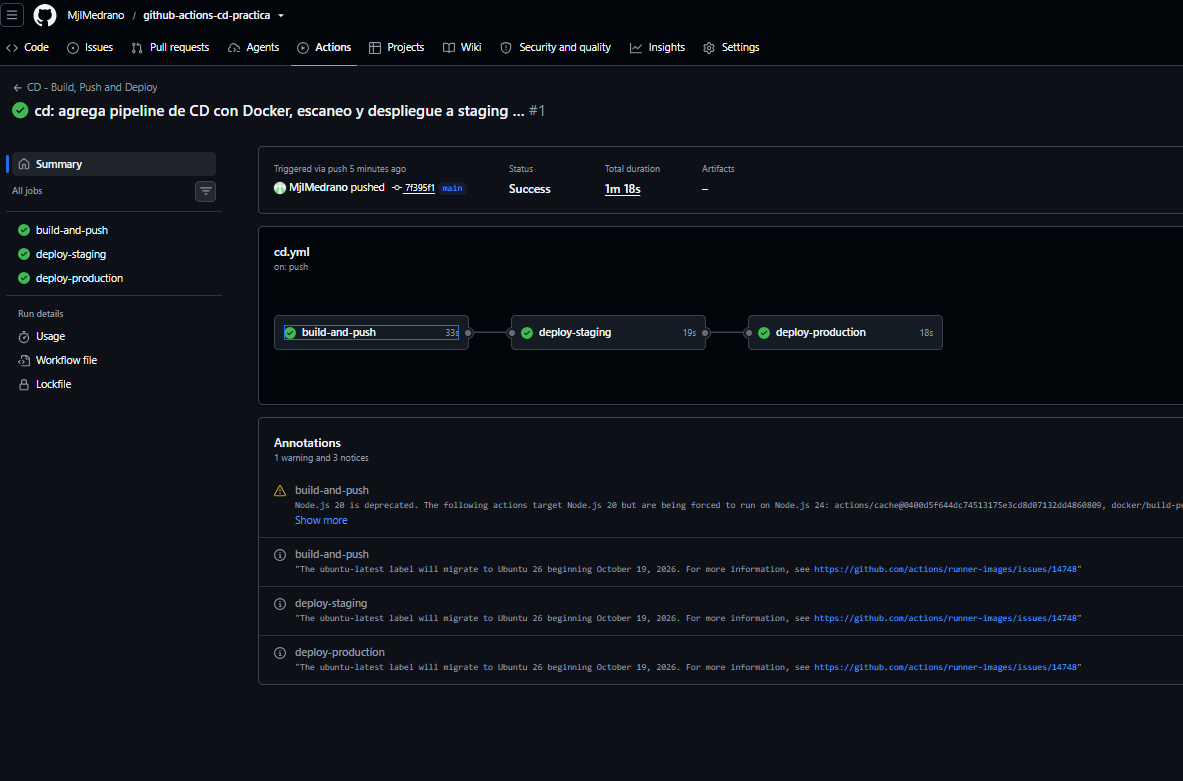 MjlMedrano / github-actions-cd-practica
Code Issues Pull requests Agents Actions Projects Wiki Security and quality Insights Settings
CD - Build, Push and Deploy
cd: agrega pipeline de CD con Docker, escaneo y despliegue a staging ... #1
Summary
All jobs
build-and-push
deploy-staging
deploy-production
Run details
Usage
Workflow file
Lockfile
Triggered via push 5 minutes ago
MjlMedrano pushed 7f395f1 main
Status
Success
Total duration
1m 18s
Artifacts
–
cd.yml
on: push
build-and-push 33s
deploy-staging 19s
deploy-production 18s
Annotations
1 warning and 3 notices
build-and-push
Node.js 20 is deprecated. The following actions target Node.js 20 but are being forced to run on Node.js 24: actions/cache@0400d5f644dc74513175e3cd8d07132dd4860809, docker/build-pu
Show more
build-and-push
"The ubuntu-latest label will migrate to Ubuntu 26 beginning October 19, 2026. For more information, see https://github.com/actions/runner-images/issues/14748"
deploy-staging
"The ubuntu-latest label will migrate to Ubuntu 26 beginning October 19, 2026. For more information, see https://github.com/actions/runner-images/issues/14748"
deploy-production
"The ubuntu-latest label will migrate to Ubuntu 26 beginning October 19, 2026. For more information, see https://github.com/actions/runner-images/issues/14748"